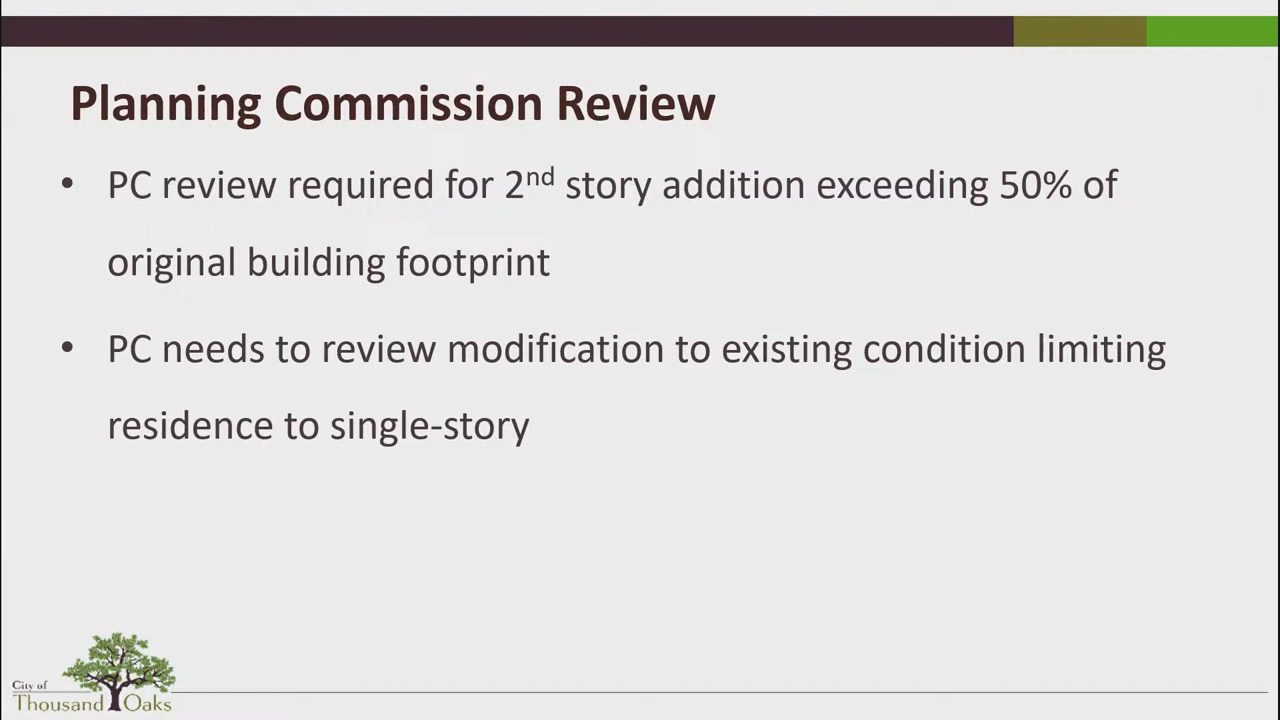 Planning Commission Review
• PC review required for 2nd story addition exceeding 50% of
original building footprint
• PC needs to review modification to existing condition limiting
residence to single-story
City of
Thousand Oaks